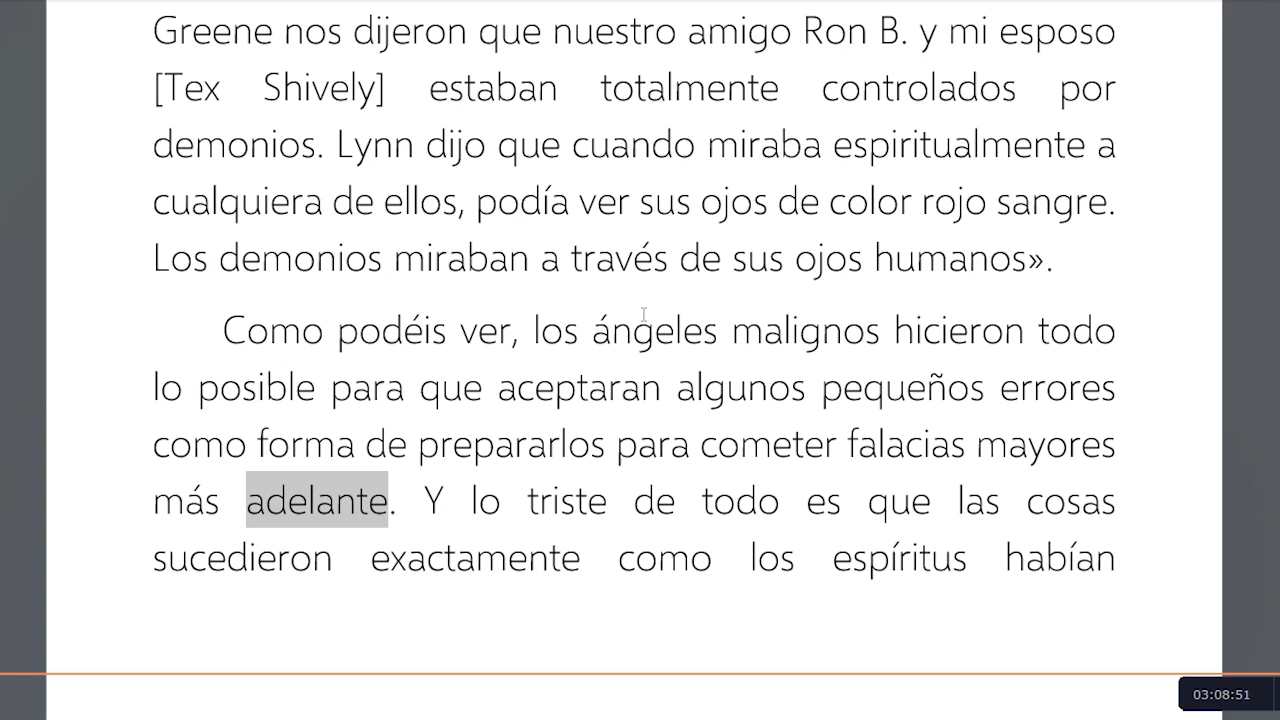 Greene nos dijeron que nuestro amigo Ron B. y mi esposo
[Tex Shively] estaban totalmente controlados por
demonios. Lynn dijo que cuando miraba espiritualmente a
cualquiera de ellos, podía ver sus ojos de color rojo sangre.
Los demonios miraban a través de sus ojos humanos».
Como podéis ver, los ángeles malignos hicieron todo
lo posible para que aceptaran algunos pequeños errores
como forma de prepararlos para cometer falacias mayores
más adelante. Y lo triste de todo es que las cosas
sucedieron exactamente como los espíritus habían
03:08:51